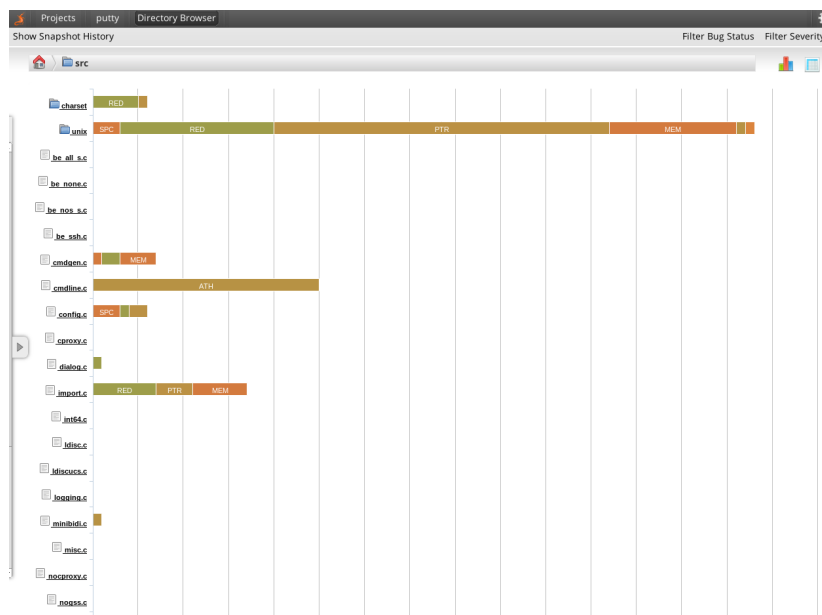 Projects putty Directory Browser
Show Snapshot History Filter Bug Status Filter Severity
src
charset RED
unix SPC RED PTR MEM
be_all_s.c
be_none.c
be_nos_s.c
be_ssh.c
cmdgen.c MEM
cmdline.c ATH
config.c SPC
cproxy.c
dialog.c
import.c RED PTR MEM
int64.c
ldisc.c
ldiscucs.c
logging.c
minibidi.c
misc.c
nocproxy.c
nogss.c